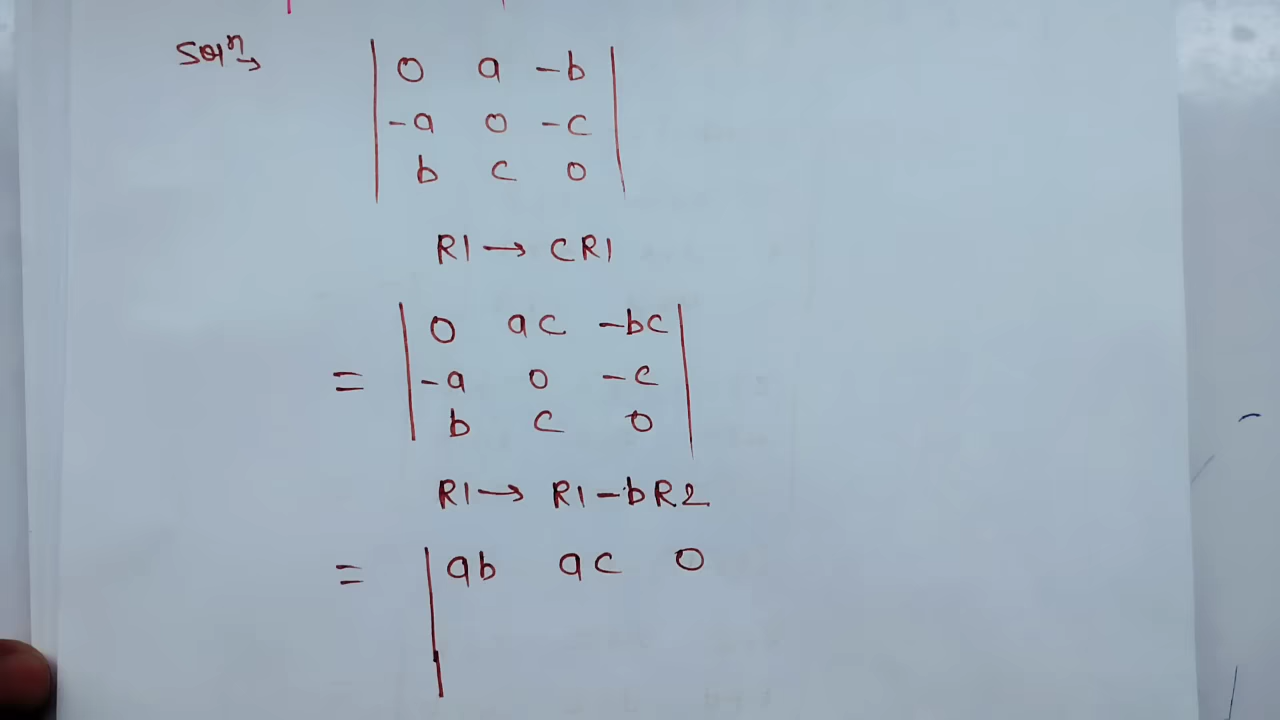 Solⁿ→
| 0 a -b |
| -a 0 -c |
| b c 0 |
R1 → CR1
= | 0 ac -bc |
| -a 0 -c |
| b c 0 |
R1 → R1 - bR2
= | ab ac 0